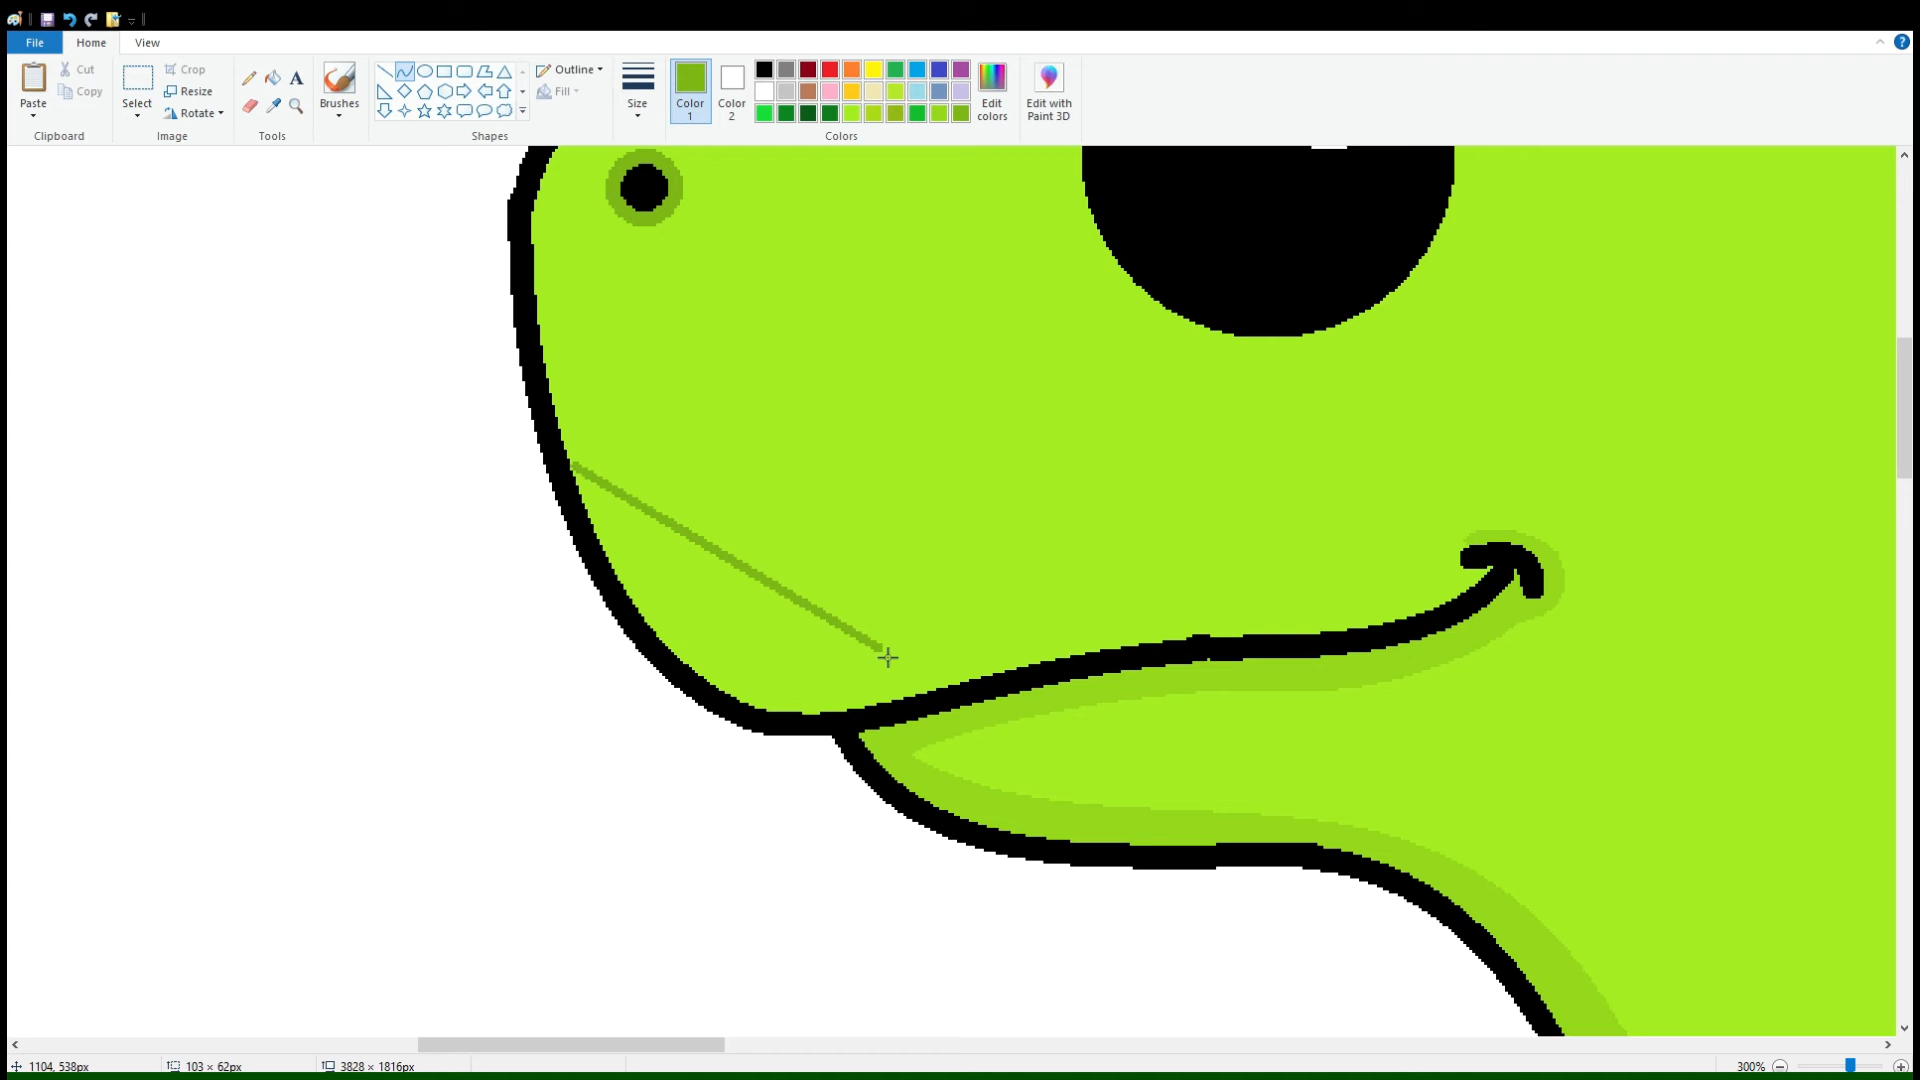 File Home View
Paste Cut Copy Clipboard
Select Crop Resize Rotate Image
A
Tools
Brushes
Outline Fill
Shapes
Size
Color 1
Color 2
Edit colors
Colors
Edit with Paint 3D
?
1104, 538px 103 × 62px 3828 × 1816px 300%